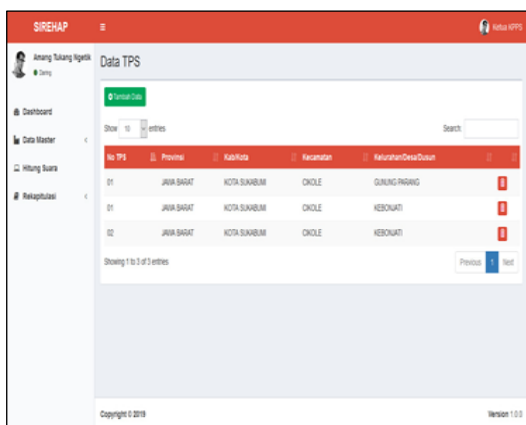 SIREHAP
Ketua KPPS
Amang Tukang Ngetik
Daring
Data TPS
Tambah Data
Dashboard
Data Master
Hitung Suara
Rekapitulasi
Show 10 entries
Search:
No TPS Provinsi Kab/Kota Kecamatan Kelurahan/Desa/Dusun
01 JAWA BARAT KOTA SUKABUMI CIKOLE GUNUNG PARANG
01 JAWA BARAT KOTA SUKABUMI CIKOLE KEBONJATI
02 JAWA BARAT KOTA SUKABUMI CIKOLE KEBONJATI
Showing 1 to 3 of 3 entries
Previous 1 Next
Copyright © 2019
Version 1.0.0